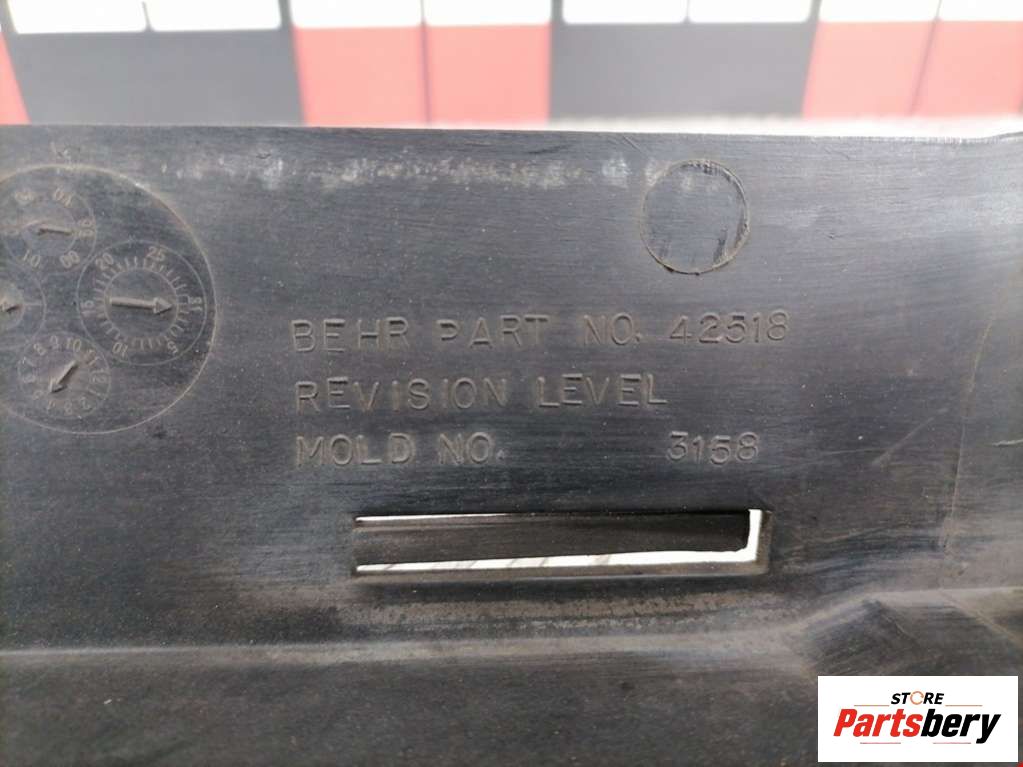 BEHR PART NO. 42518
REVISION LEVEL
MOLD NO. 3158
STORE
Partsbery